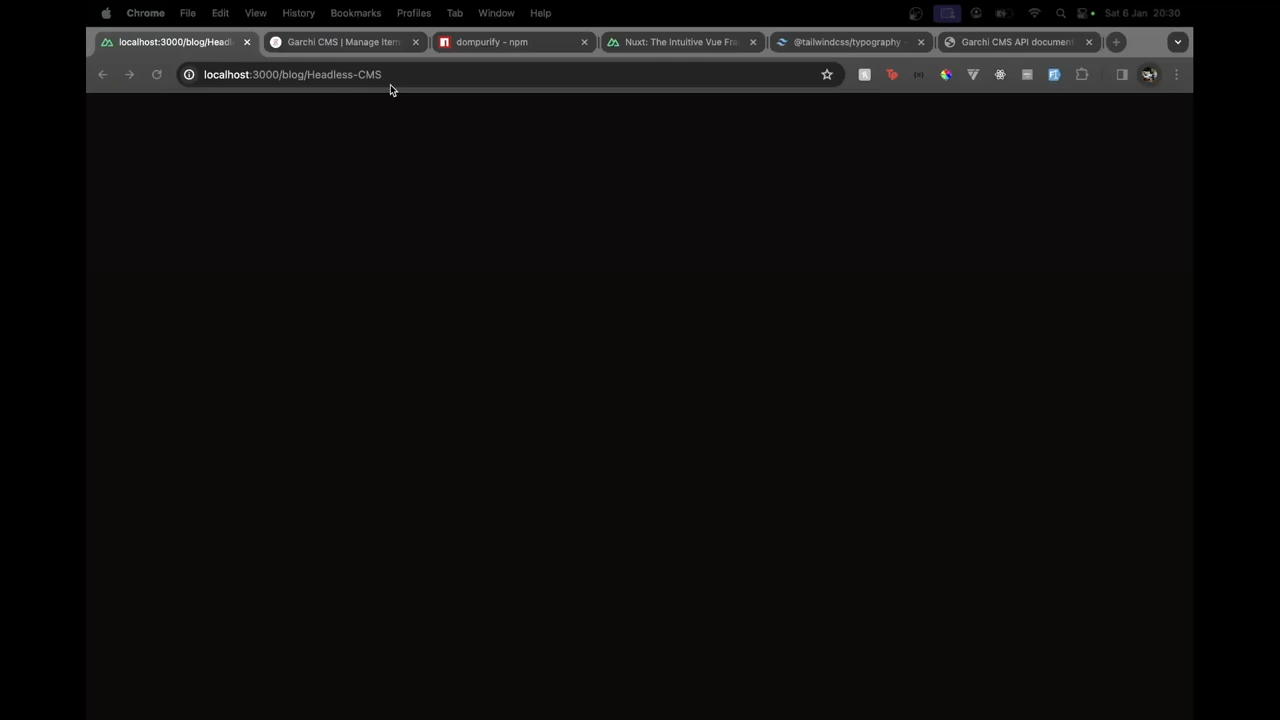 Chrome File Edit View History Bookmarks Profiles Tab Window Help Sat 6 Jan 20:30
localhost:3000/blog/Headl Garchi CMS | Manage Item dompurify - npm Nuxt: The Intuitive Vue Fra @tailwindcss/typography - Garchi CMS API document
localhost:3000/blog/Headless-CMS